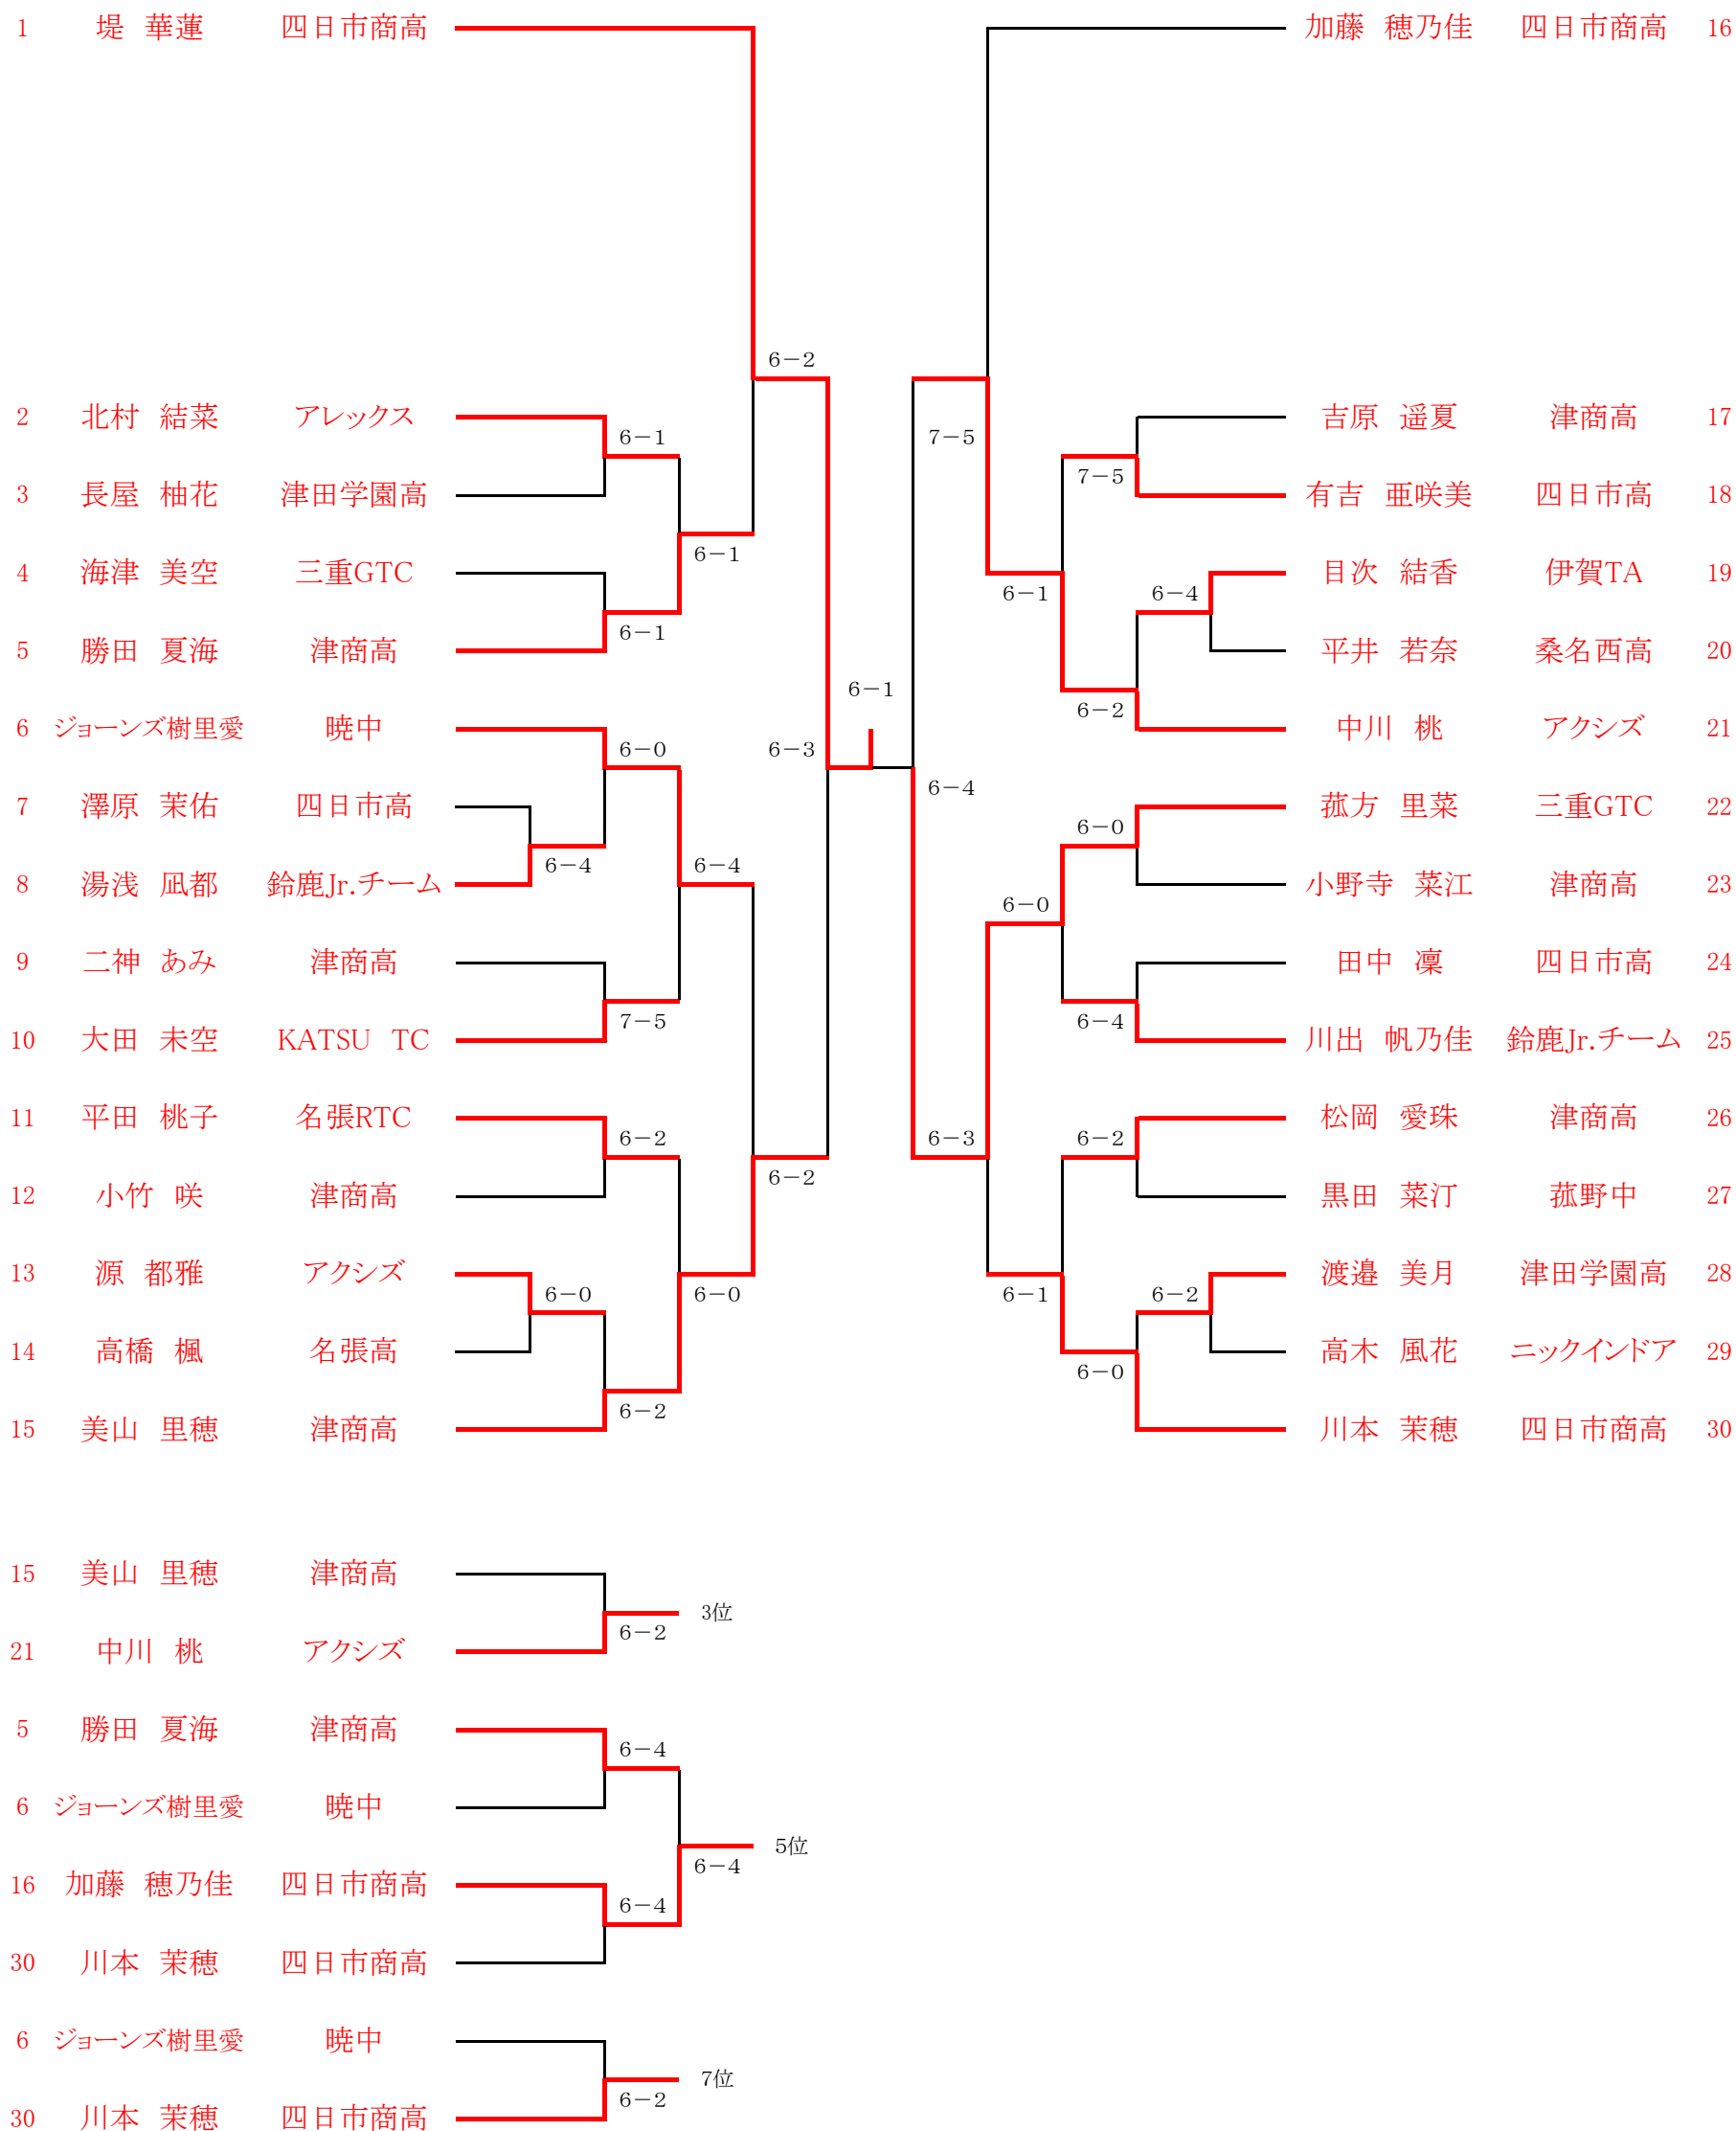 1 堤 華蓮 四日市商高
加藤 穂乃佳 四日市商高 16
6-2
2 北村 結菜 アレックス
吉原 遥夏 津商高 17
6-1
7-5
7-5
3 長屋 柚花 津田学園高
有吉 亜咲美 四日市高 18
6-1
4 海津 美空 三重GTC
目次 結香 伊賀TA 19
6-1
6-4
6-1
5 勝田 夏海 津商高
平井 若奈 桑名西高 20
6-1
6-2
6 ジョーンズ樹里愛 暁中
中川 桃 アクシズ 21
6-0
6-3
6-4
7 澤原 茉佑 四日市高
菰方 里菜 三重GTC 22
6-0
6-4
6-4
8 湯浅 凪都 鈴鹿Jr.チーム
小野寺 菜江 津商高 23
6-0
9 二神 あみ 津商高
田中 凜 四日市高 24
7-5
6-4
10 大田 未空 KATSU TC
川出 帆乃佳 鈴鹿Jr.チーム 25
11 平田 桃子 名張RTC
松岡 愛珠 津商高 26
6-2
6-3
6-2
6-2
12 小竹 咲 津商高
黒田 菜汀 菰野中 27
13 源 都雅 アクシズ
渡邉 美月 津田学園高 28
6-0
6-0
6-1
6-2
14 高橋 楓 名張高
高木 風花 ニックインドア 29
6-0
6-2
15 美山 里穂 津商高
川本 茉穂 四日市商高 30
15 美山 里穂 津商高
3位
6-2
21 中川 桃 アクシズ
5 勝田 夏海 津商高
6-4
6 ジョーンズ樹里愛 暁中
5位
6-4
16 加藤 穂乃佳 四日市商高
6-4
30 川本 茉穂 四日市商高
6 ジョーンズ樹里愛 暁中
7位
6-2
30 川本 茉穂 四日市商高